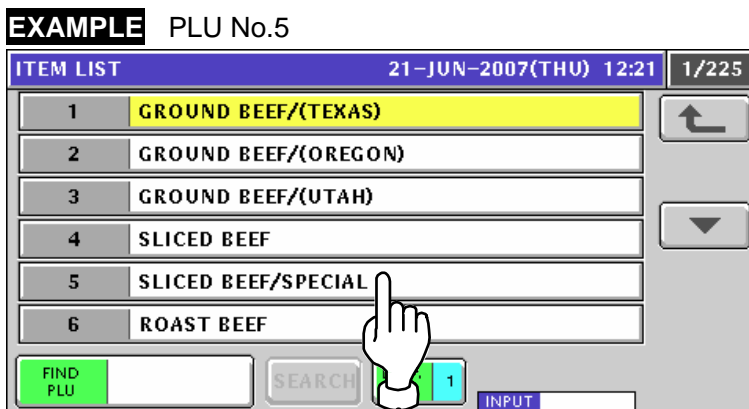 EXAMPLE PLU No.5
ITEM LIST 21-JUN-2007(THU) 12:21 1/225
1 GROUND BEEF/(TEXAS)
2 GROUND BEEF/(OREGON)
3 GROUND BEEF/(UTAH)
4 SLICED BEEF
5 SLICED BEEF/SPECIAL
6 ROAST BEEF
FIND
PLU
SEARCH
1
INPUT